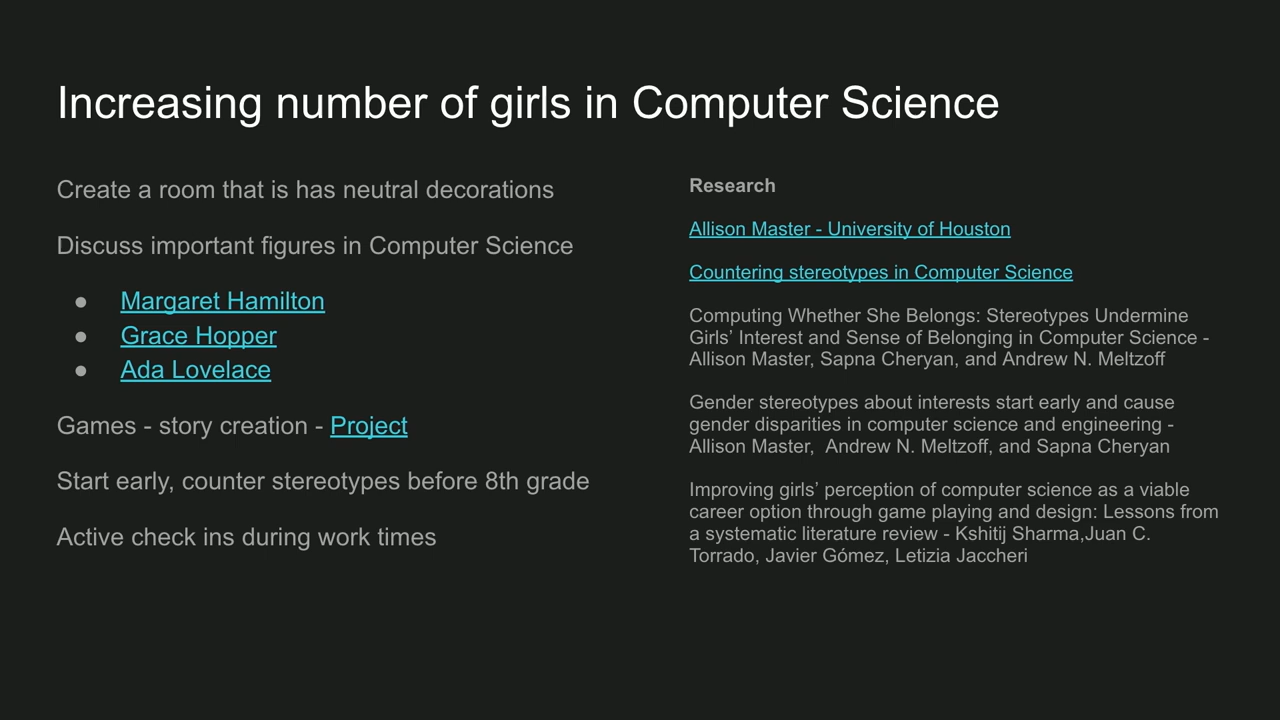 Increasing number of girls in Computer Science
Create a room that is has neutral decorations
Discuss important figures in Computer Science
● Margaret Hamilton
● Grace Hopper
● Ada Lovelace
Games - story creation - Project
Start early, counter stereotypes before 8th grade
Active check ins during work times
Research
Allison Master - University of Houston
Countering stereotypes in Computer Science
Computing Whether She Belongs: Stereotypes Undermine
Girls’ Interest and Sense of Belonging in Computer Science -
Allison Master, Sapna Cheryan, and Andrew N. Meltzoff
Gender stereotypes about interests start early and cause
gender disparities in computer science and engineering -
Allison Master,  Andrew N. Meltzoff, and Sapna Cheryan
Improving girls’ perception of computer science as a viable
career option through game playing and design: Lessons from
a systematic literature review - Kshitij Sharma,Juan C.
Torrado, Javier Gómez, Letizia Jaccheri